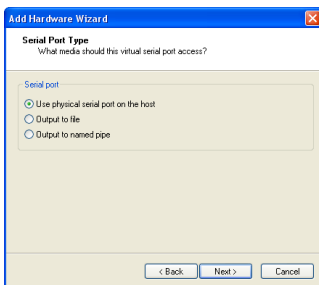 Add Hardware Wizard
Serial Port Type
What media should this virtual serial port access?
Serial port
Use physical serial port on the host
Output to file
Output to named pipe
< Back
Next >
Cancel